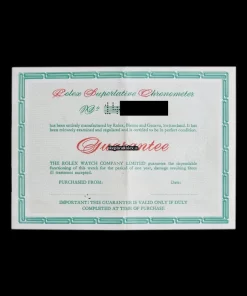 Rolex Superlative Chronometer
No
has been entirely manufactured by Rolex, Bienne and Geneva, Switzerland. It has
been severely examined and regulated and is certified to be in perfect condition.
Guarantee
THE ROLEX WATCH COMPANY LIMITED guarantee the dependable
functioning of this watch for the period of one year, damage resulting from
ill treatment excepted.
PURCHASED FROM: Date:
IMPORTANT: THIS GUARANTEE IS VALID ONLY IF DULY
COMPLETED AT TIME OF PURCHASE